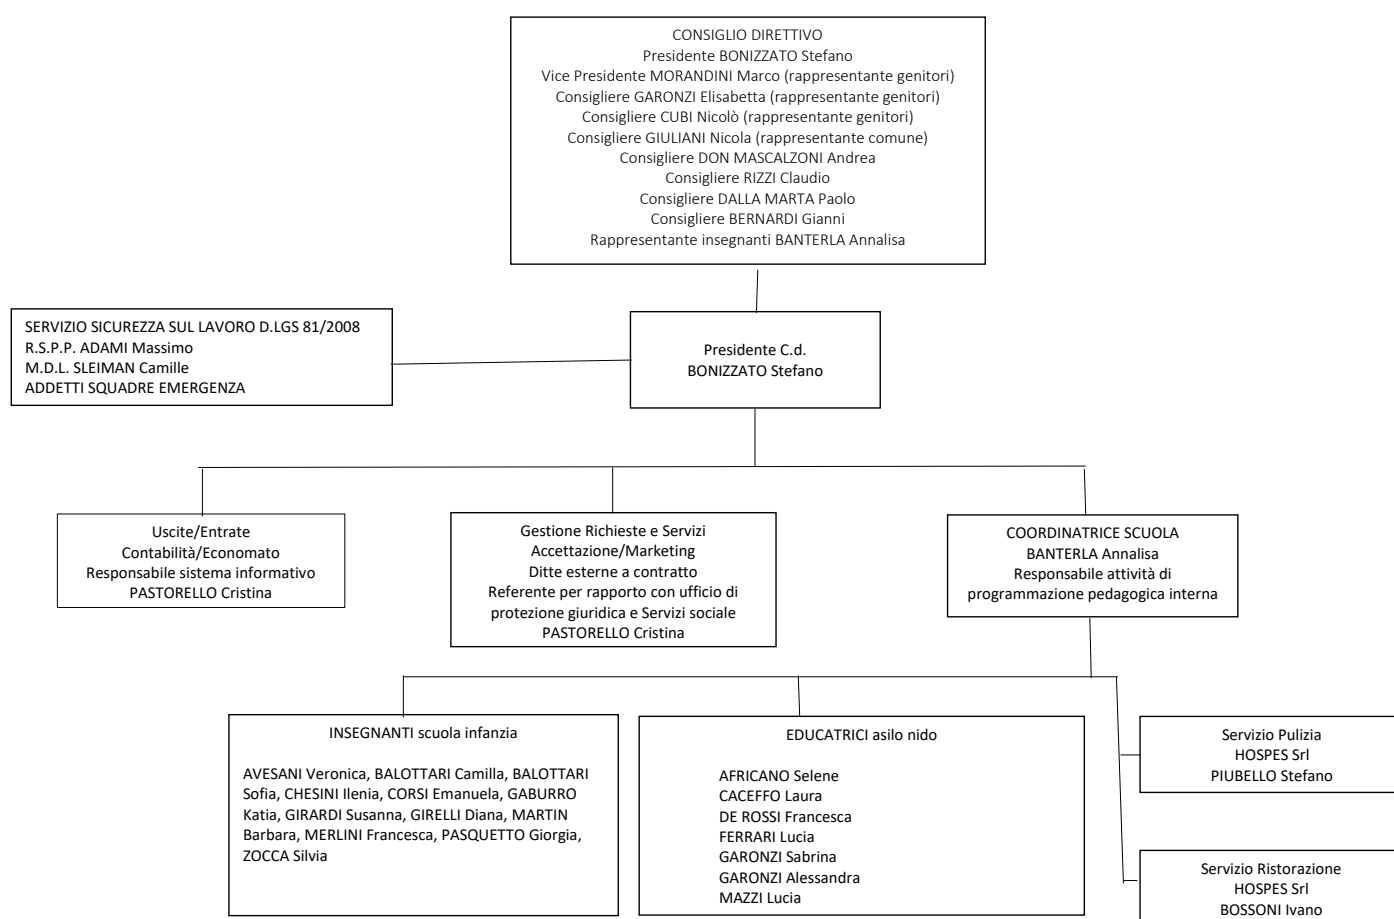 CONSIGLIO DIRETTIVO
Presidente BONIZZATO Stefano
Vice Presidente MORANDINI Marco (rappresentante genitori)
Consigliere GARONZI Elisabetta (rappresentante genitori)
Consigliere CUBI Nicolò (rappresentante genitori)
Consigliere GIULIANI Nicola (rappresentante comune)
Consigliere DON MASCALZONI Andrea
Consigliere RIZZI Claudio
Consigliere DALLA MARTA Paolo
Consigliere BERNARDI Gianni
Rappresentante insegnanti BANTERLA Annalisa
SERVIZIO SICUREZZA SUL LAVORO D.LGS 81/2008
R.S.P.P. ADAMI Massimo
M.D.L. SLEIMAN Camille
ADDETTI SQUADRE EMERGENZA
Presidente C.d.
BONIZZATO Stefano
Uscite/Entrate
Contabilità/Economato
Responsabile sistema informativo
PASTORELLO Cristina
Gestione Richieste e Servizi
Accettazione/Marketing
Ditte esterne a contratto
Referente per rapporto con ufficio di
protezione giuridica e Servizi sociale
PASTORELLO Cristina
COORDINATRICE SCUOLA
BANTERLA Annalisa
Responsabile attività di
programmazione pedagogica interna
INSEGNANTI scuola infanzia
AVESANI Veronica, BALOTTARI Camilla, BALOTTARI
Sofia, CHESINI Ilenia, CORSI Emanuela, GABURRO
Katia, GIRARDI Susanna, GIRELLI Diana, MARTIN
Barbara, MERLINI Francesca, PASQUETTO Giorgia,
ZOCCA Silvia
EDUCATRICI asilo nido
AFRICANO Selene
CACEFFO Laura
DE ROSSI Francesca
FERRARI Lucia
GARONZI Sabrina
GARONZI Alessandra
MAZZI Lucia
Servizio Pulizia
HOSPES Srl
PIUBELLO Stefano
Servizio Ristorazione
HOSPES Srl
BOSSONI Ivano